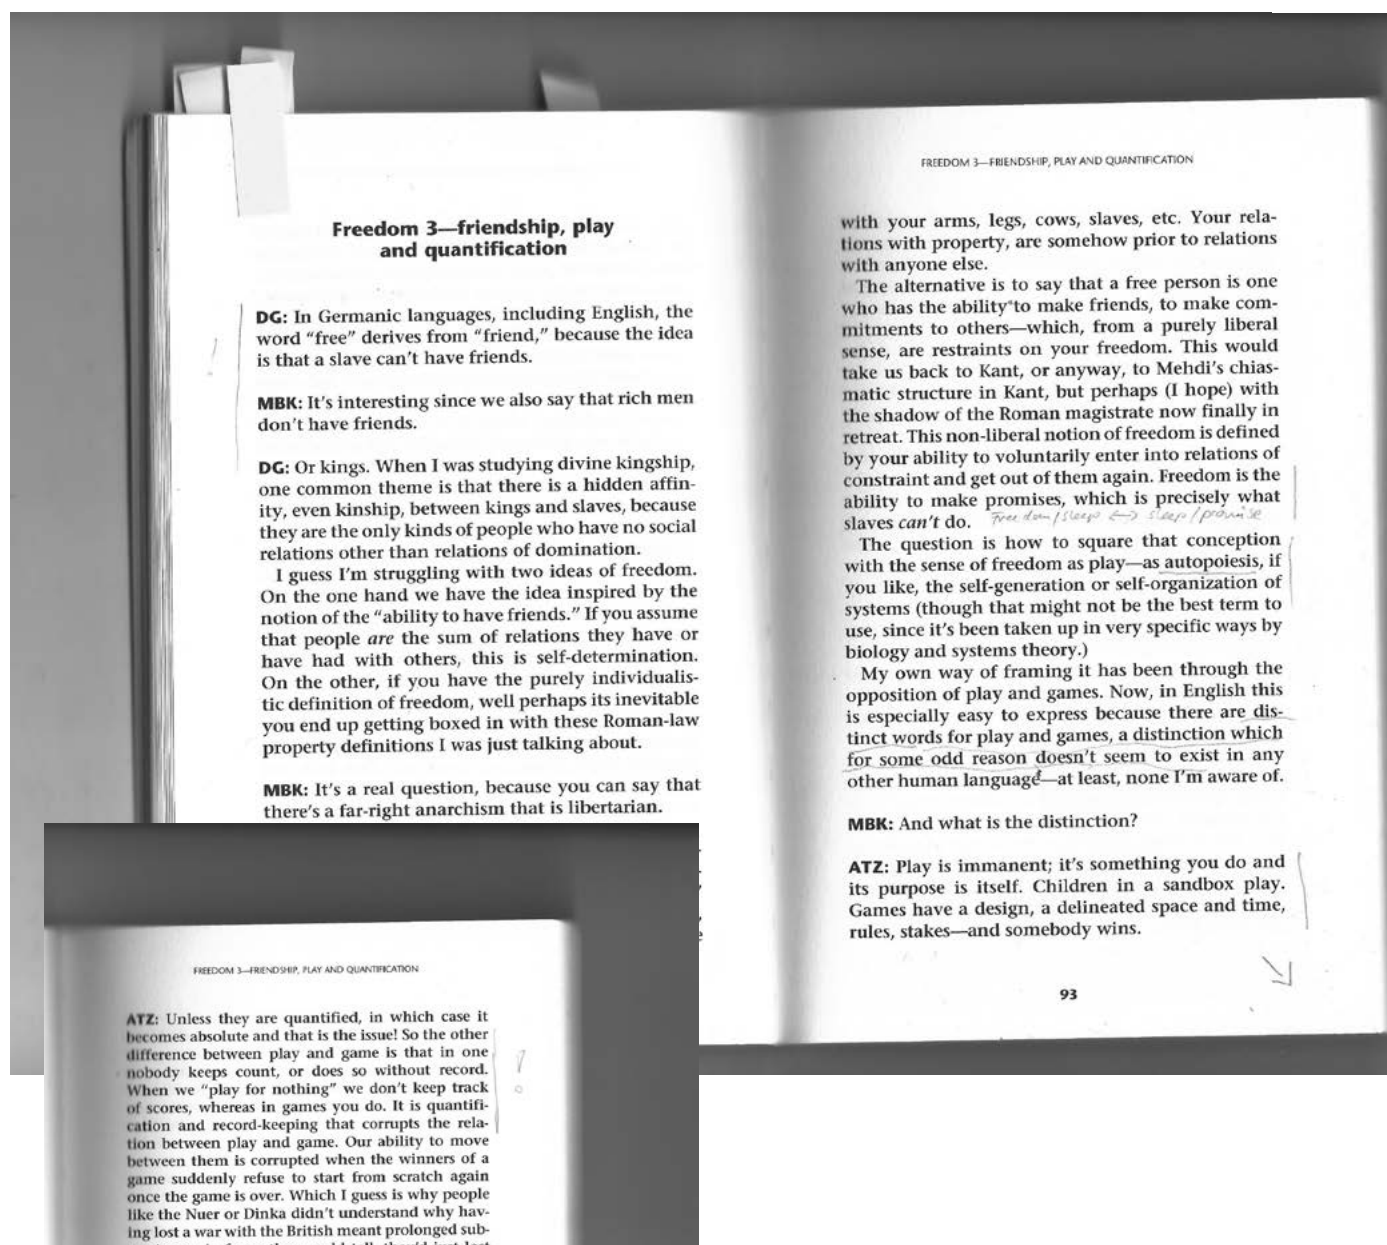 Freedom 3—friendship, play
and quantification
DG: In Germanic languages, including English, the
word “free” derives from “friend,” because the idea
is that a slave can’t have friends.
MBK: It’s interesting since we also say that rich men
don’t have friends.
DG: Or kings. When I was studying divine kingship,
one common theme is that there is a hidden affin-
ity, even kinship, between kings and slaves, because
they are the only kinds of people who have no social
relations other than relations of domination.
I guess I’m struggling with two ideas of freedom.
On the one hand we have the idea inspired by the
notion of the “ability to have friends.” If you assume
that people are the sum of relations they have or
have had with others, this is self-determination.
On the other, if you have the purely individualis-
tic definition of freedom, well perhaps its inevitable
you end up getting boxed in with these Roman-law
property definitions I was just talking about.
MBK: It’s a real question, because you can say that
there’s a far-right anarchism that is libertarian.
FREEDOM 3—FRIENDSHIP, PLAY AND QUANTIFICATION
with your arms, legs, cows, slaves, etc. Your rela-
tions with property, are somehow prior to relations
with anyone else.
The alternative is to say that a free person is one
who has the ability to make friends, to make com-
mitments to others—which, from a purely liberal
sense, are restraints on your freedom. This would
take us back to Kant, or anyway, to Mehdi’s chias-
matic structure in Kant, but perhaps (I hope) with
the shadow of the Roman magistrate now finally in
retreat. This non-liberal notion of freedom is defined
by your ability to voluntarily enter into relations of
constraint and get out of them again. Freedom is the
ability to make promises, which is precisely what
slaves can’t do. Freedom/sleep ↔ sleep/promise
The question is how to square that conception
with the sense of freedom as play—as autopoiesis, if
you like, the self-generation or self-organization of
systems (though that might not be the best term to
use, since it’s been taken up in very specific ways by
biology and systems theory.)
My own way of framing it has been through the
opposition of play and games. Now, in English this
is especially easy to express because there are dis-
tinct words for play and games, a distinction which
for some odd reason doesn’t seem to exist in any
other human language—at least, none I’m aware of.
MBK: And what is the distinction?
ATZ: Play is immanent; it’s something you do and
its purpose is itself. Children in a sandbox play.
Games have a design, a delineated space and time,
rules, stakes—and somebody wins.
93
FREEDOM 3—FRIENDSHIP, PLAY AND QUANTIFICATION
ATZ: Unless they are quantified, in which case it
becomes absolute and that is the issue! So the other
difference between play and game is that in one
nobody keeps count, or does so without record.
When we “play for nothing” we don’t keep track
of scores, whereas in games you do. It is quantifi-
cation and record-keeping that corrupts the rela-
tion between play and game. Our ability to move
between them is corrupted when the winners of a
game suddenly refuse to start from scratch again
once the game is over. Which I guess is why people
like the Nuer or Dinka didn’t understand why hav-
ing lost a war with the British meant prolonged sub-